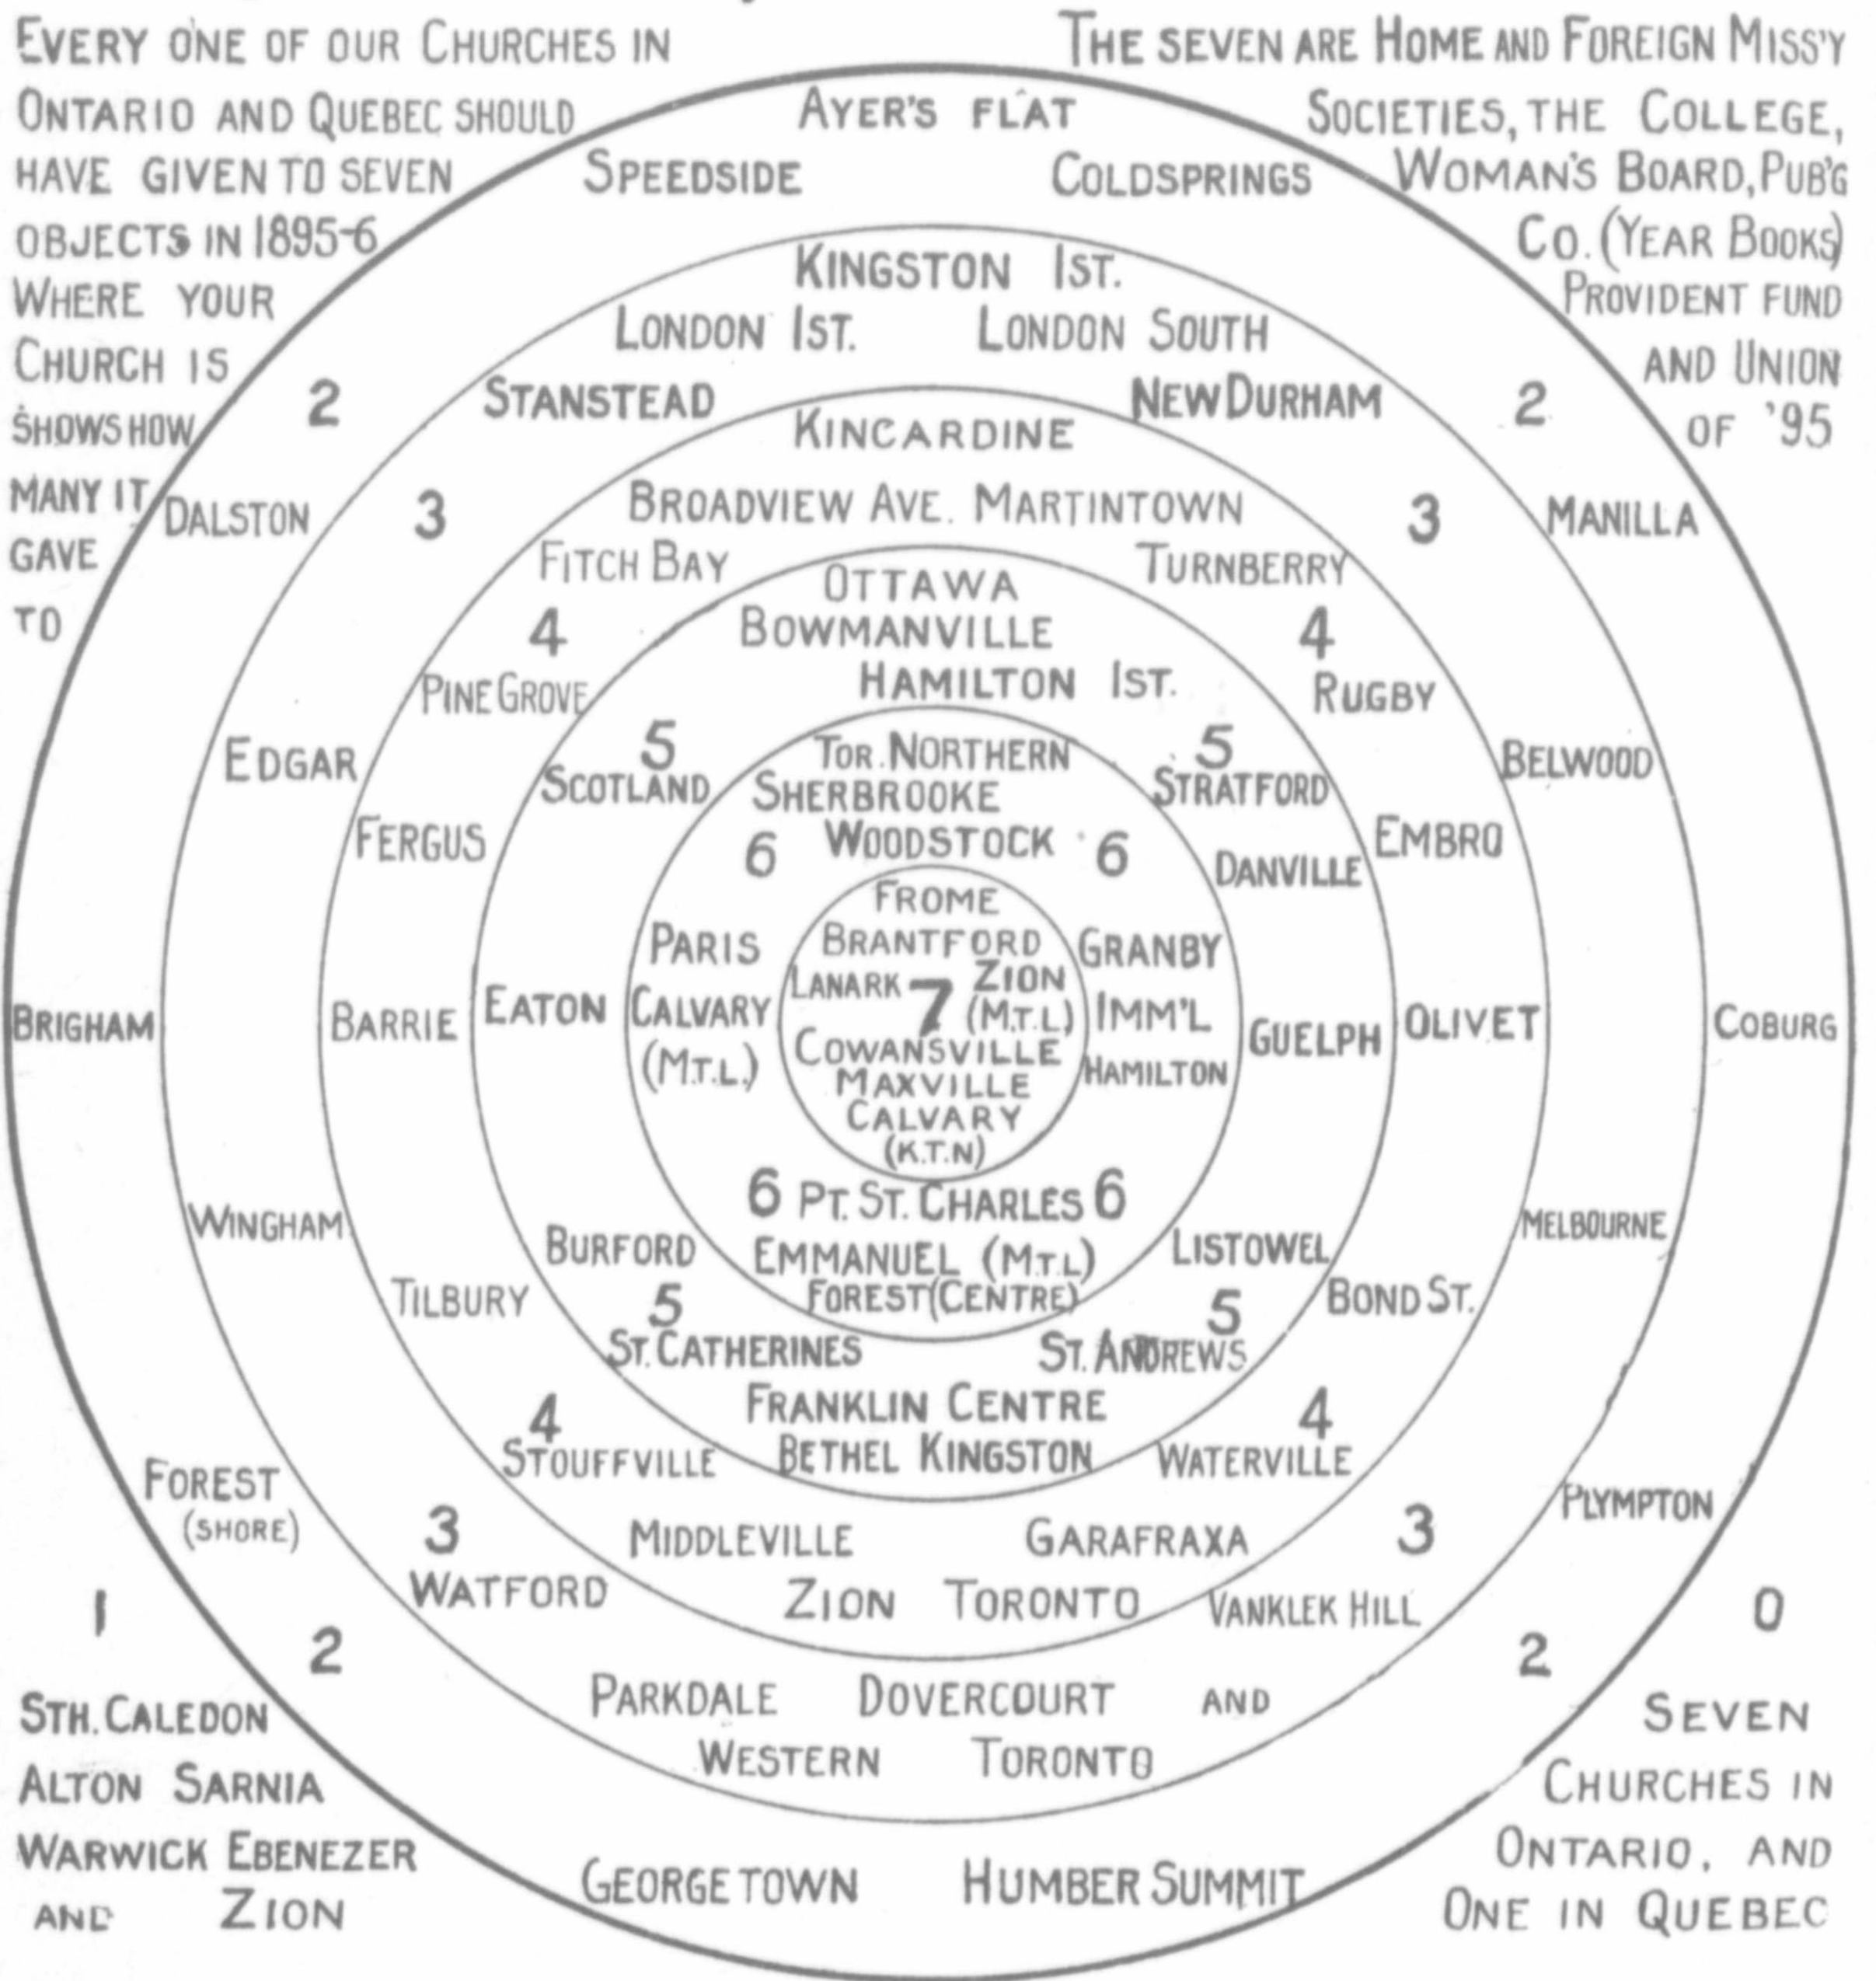 EVERY ONE OF OUR CHURCHES IN
ONTARIO AND QUEBEC SHOULD
HAVE GIVEN TO SEVEN
OBJECTS IN 1895-6
WHERE YOUR
CHURCH IS
SHOWS HOW
MANY IT
GAVE
TO
THE SEVEN ARE HOME AND FOREIGN MISS'Y
SOCIETIES, THE COLLEGE,
WOMAN'S BOARD, PUB'G
CO. (YEAR BOOKS)
PROVIDENT FUND
AND UNION
OF '95
AYER'S FLAT
SPEEDSIDE COLDSPRINGS
2 2
DALSTON MANILLA
BRIGHAM COBURG
FOREST
(SHORE)
PLYMPTON
2 2
GEORGETOWN HUMBER SUMMIT
KINGSTON 1ST.
LONDON 1ST. LONDON SOUTH
STANSTEAD NEW DURHAM
3 3
EDGAR BELWOOD
WINGHAM MELBOURNE
3 3
WATFORD VANKLEK HILL
PARKDALE DOVERCOURT AND
WESTERN TORONTO
KINCARDINE
BROADVIEW AVE. MARTINTOWN
FITCH BAY TURNBERRY
4 4
PINE GROVE RUGBY
FERGUS EMBRO
BARRIE OLIVET
TILBURY BOND ST.
4 4
STOUFFVILLE WATERVILLE
MIDDLEVILLE GARAFRAXA
ZION TORONTO
OTTAWA
BOWMANVILLE
HAMILTON 1ST.
5 5
SCOTLAND STRATFORD
DANVILLE
EATON GUELPH
BURFORD LISTOWEL
5 5
ST. CATHERINES ST. ANDREWS
FRANKLIN CENTRE
BETHEL KINGSTON
TOR. NORTHERN
SHERBROOKE
6 WOODSTOCK 6
PARIS GRANBY
CALVARY
(MT.L.)
IMM'L
HAMILTON
6 PT. ST. CHARLES 6
EMMANUEL (MT.L)
FOREST (CENTRE)
FROME
BRANTFORD
LANARK 7 ZION
(M.T.L)
COWANSVILLE
MAXVILLE
CALVARY
(K.T.N)
1
STH. CALEDON
ALTON SARNIA
WARWICK EBENEZER
AND ZION
0
SEVEN
CHURCHES IN
ONTARIO, AND
ONE IN QUEBEC